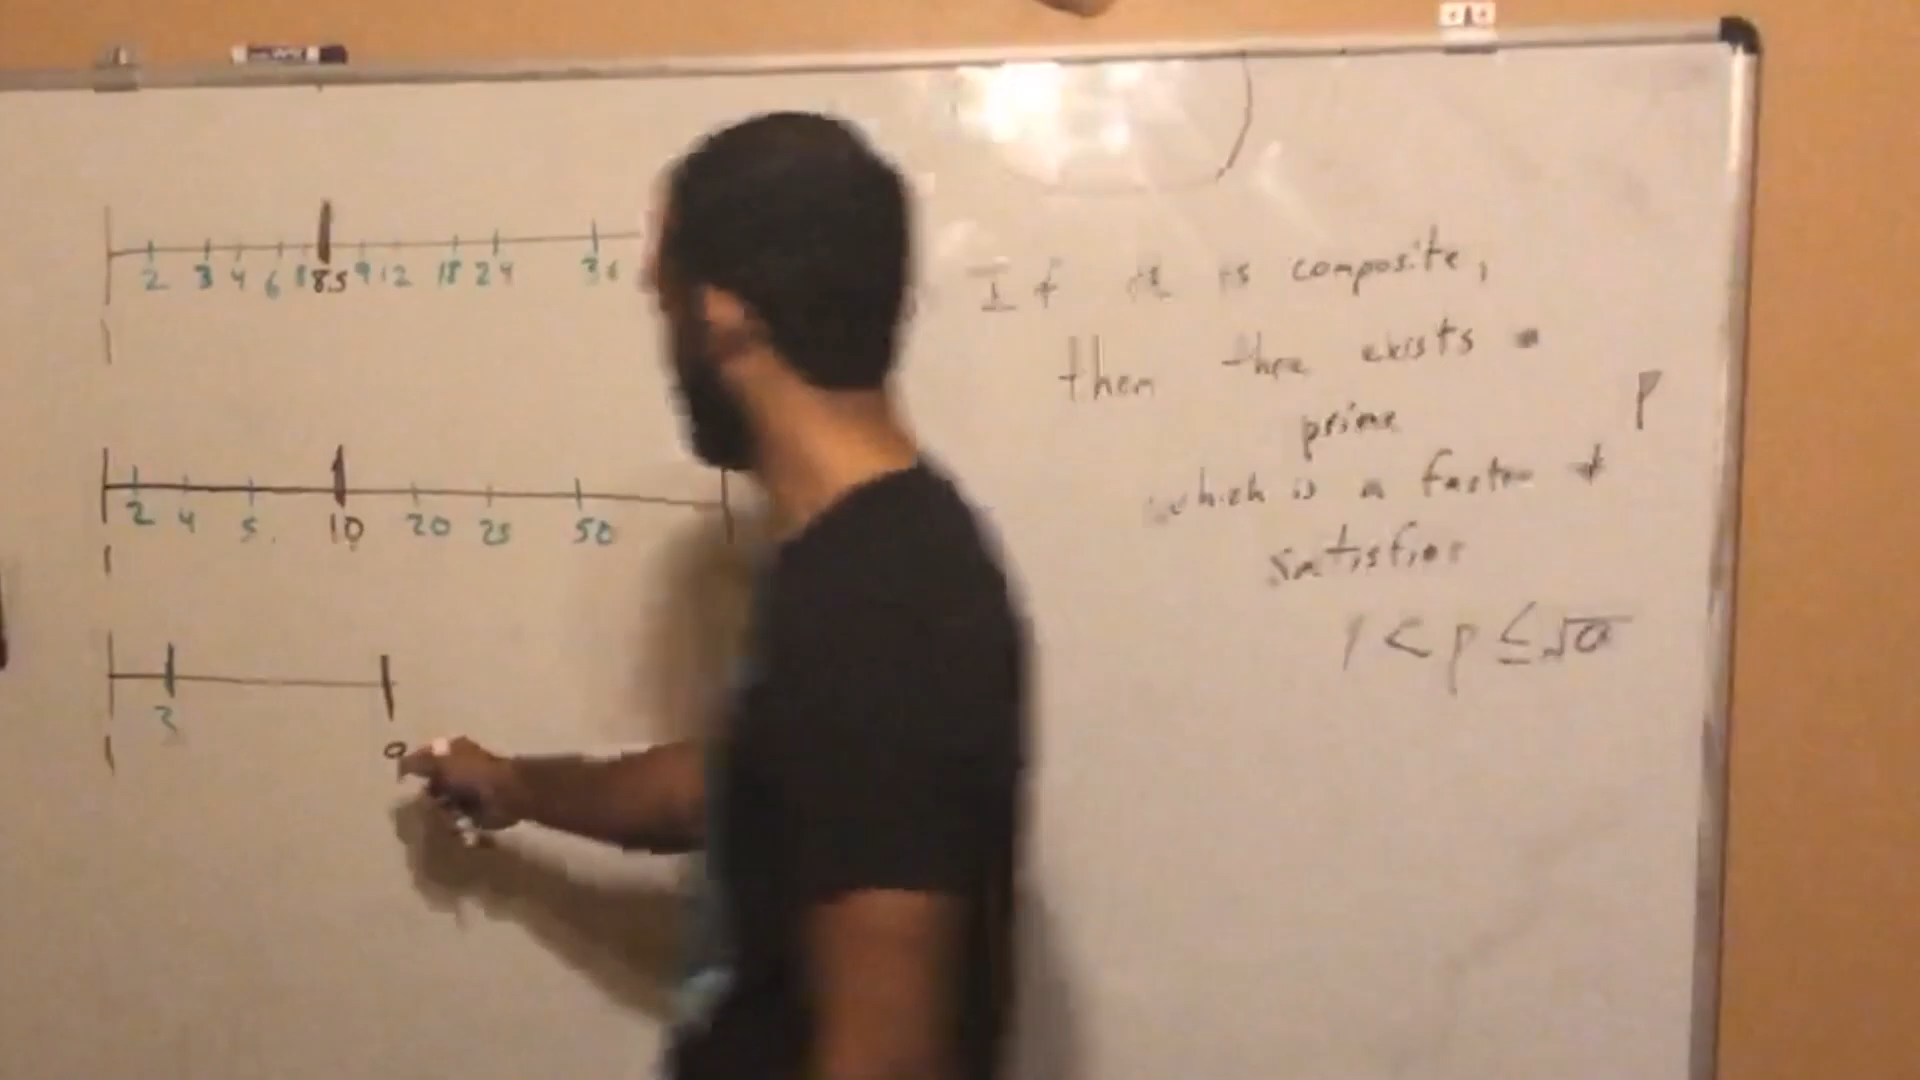 2 3 4 6 8 8.5 9 12 18 24 36
2 4 5 10 20 25 50
3
9
If a is composite,
then there exists a
prime p
which is a factor &
satisfies
1 < p ≤ √a